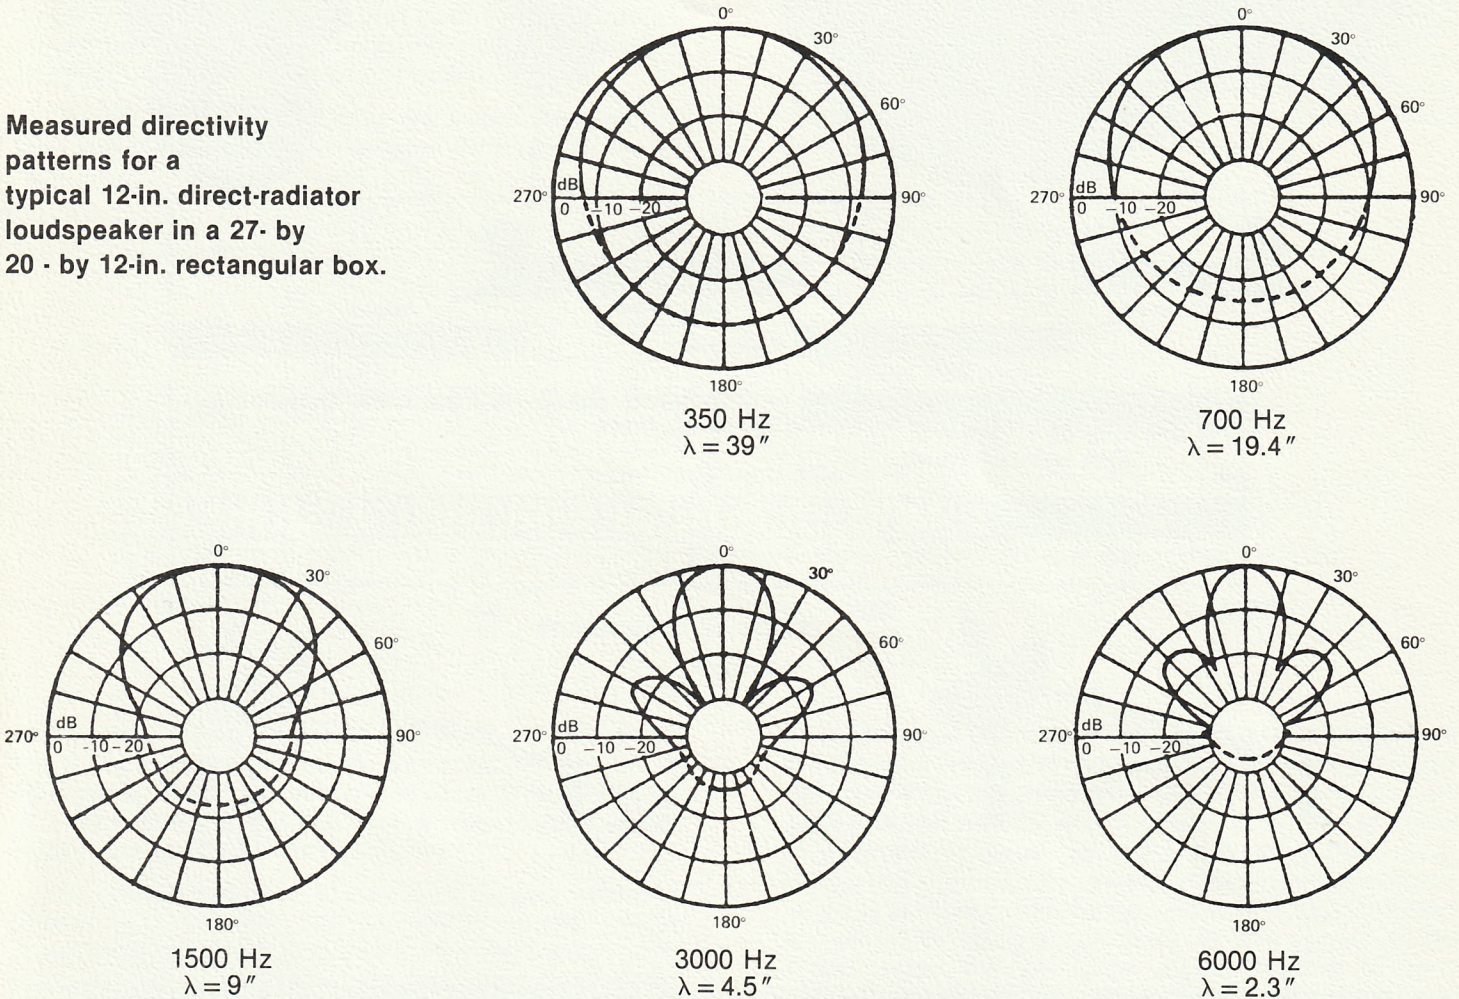 Measured directivity
patterns for a
typical 12-in. direct-radiator
loudspeaker in a 27- by
20 - by 12-in. rectangular box.
0°
30°
60°
270°
dB
0 -10 -20
90°
180°
350 Hz
λ = 39″
0°
30°
60°
270°
dB
0 -10 -20
90°
180°
700 Hz
λ = 19.4″
0°
30°
60°
270°
dB
0 -10 -20
90°
180°
1500 Hz
λ = 9″
0°
30°
60°
270°
dB
0 -10 -20
90°
180°
3000 Hz
λ = 4.5″
0°
30°
60°
270°
dB
0 -10 -20
90°
180°
6000 Hz
λ = 2.3″